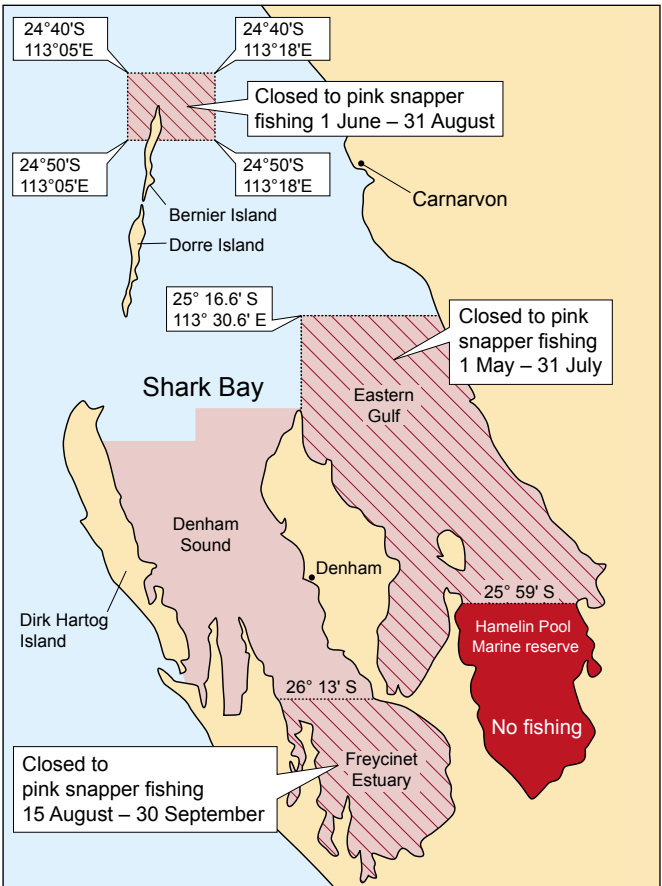 24°40'S
113°05'E
24°40'S
113°18'E
Closed to pink snapper
fishing 1 June – 31 August
24°50'S
113°05'E
24°50'S
113°18'E
Carnarvon
Bernier Island
Dorre Island
25° 16.6' S
113° 30.6' E
Closed to pink
snapper fishing
1 May – 31 July
Shark Bay
Eastern
Gulf
Denham
Sound
Denham
25° 59' S
Dirk Hartog
Island
Hamelin Pool
Marine reserve
26° 13' S
No fishing
Closed to
pink snapper fishing
15 August – 30 September
Freycinet
Estuary